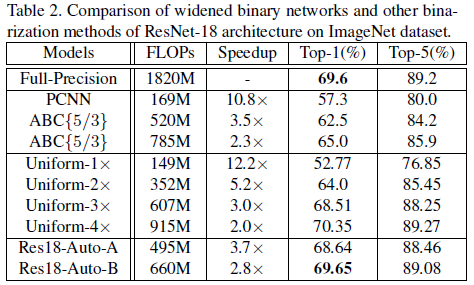 Table 2. Comparison of widened binary networks and other bina-
rization methods of ResNet-18 architecture on ImageNet dataset.
Models FLOPs Speedup Top-1(%) Top-5(%)
Full-Precision 1820M - 69.6 89.2
PCNN 169M 10.8× 57.3 80.0
ABC{5/3} 520M 3.5× 62.5 84.2
ABC{5/3} 785M 2.3× 65.0 85.9
Uniform-1× 149M 12.2× 52.77 76.85
Uniform-2× 352M 5.2× 64.0 85.45
Uniform-3× 607M 3.0× 68.51 88.25
Uniform-4× 915M 2.0× 70.35 89.27
Res18-Auto-A 495M 3.7× 68.64 88.46
Res18-Auto-B 660M 2.8× 69.65 89.08